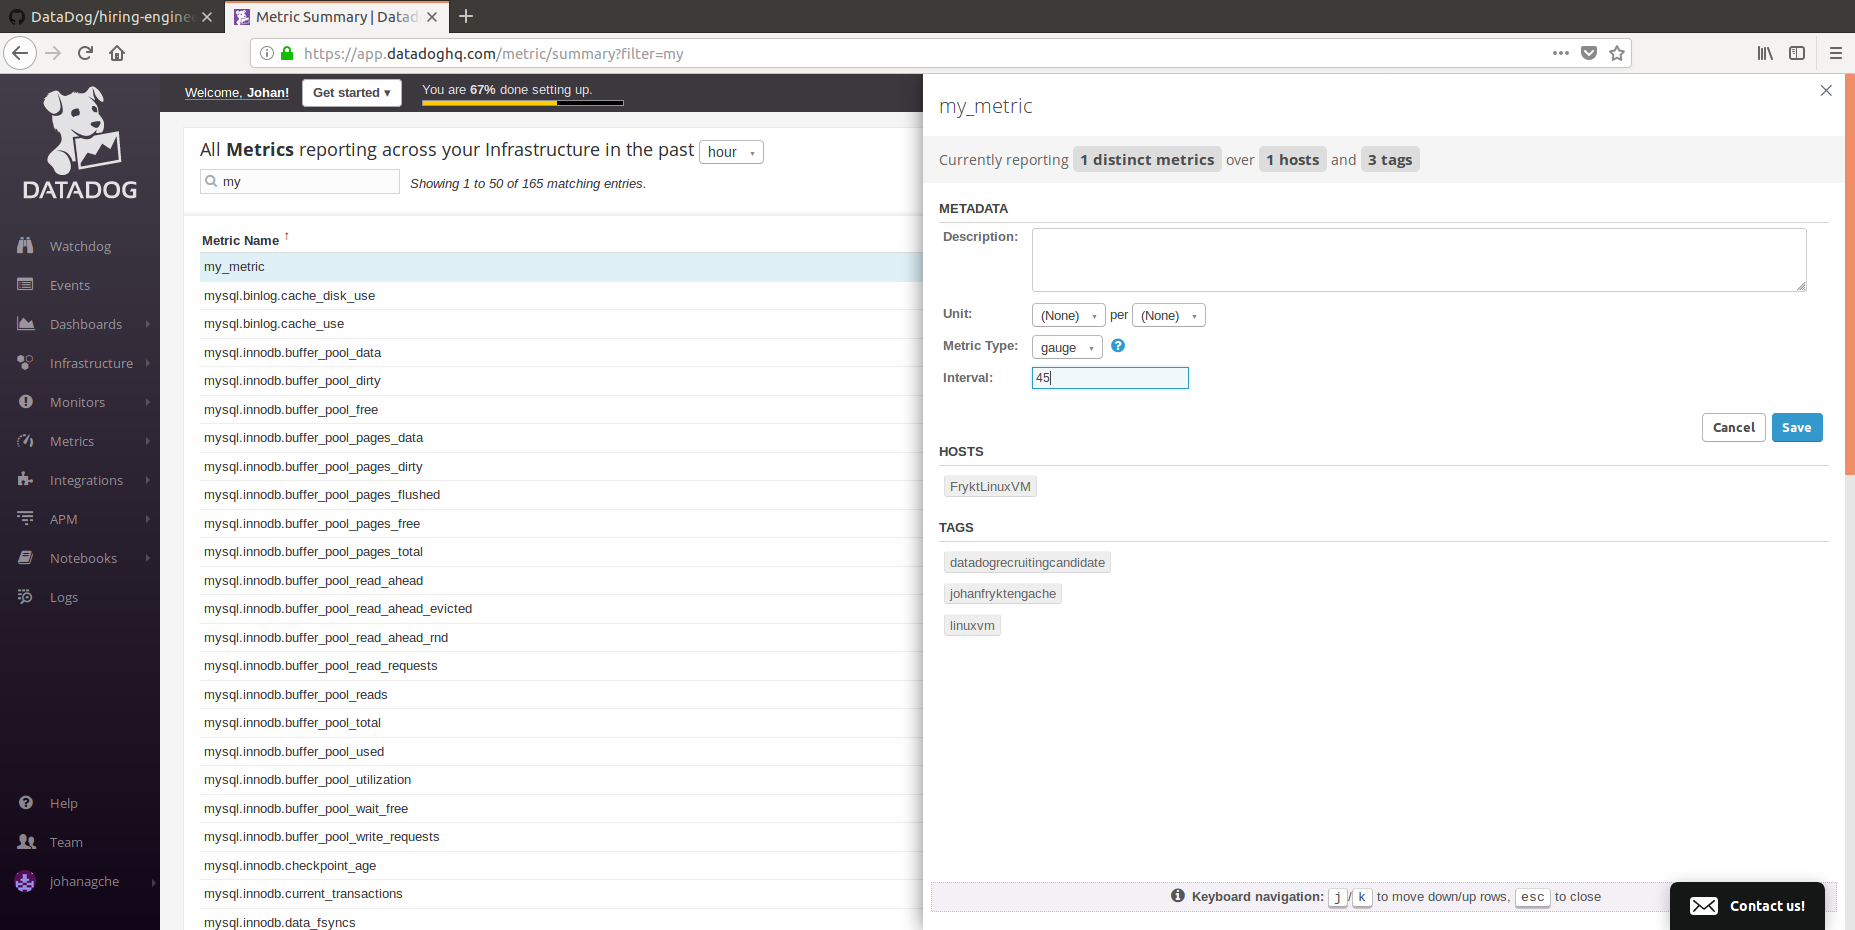 DataDog/hiring-engine
Metric Summary | Datad
https://app.datadoghq.com/metric/summary?filter=my
DATADOG
Watchdog
Events
Dashboards
Infrastructure
Monitors
Metrics
Integrations
APM
Notebooks
Logs
Help
Team
johanagche
Welcome, Johan!
Get started ▾
You are 67% done setting up.
All Metrics reporting across your Infrastructure in the past hour
my
Showing 1 to 50 of 165 matching entries.
Metric Name ↑
my_metric
mysql.binlog.cache_disk_use
mysql.binlog.cache_use
mysql.innodb.buffer_pool_data
mysql.innodb.buffer_pool_dirty
mysql.innodb.buffer_pool_free
mysql.innodb.buffer_pool_pages_data
mysql.innodb.buffer_pool_pages_dirty
mysql.innodb.buffer_pool_pages_flushed
mysql.innodb.buffer_pool_pages_free
mysql.innodb.buffer_pool_pages_total
mysql.innodb.buffer_pool_read_ahead
mysql.innodb.buffer_pool_read_ahead_evicted
mysql.innodb.buffer_pool_read_ahead_rnd
mysql.innodb.buffer_pool_read_requests
mysql.innodb.buffer_pool_reads
mysql.innodb.buffer_pool_total
mysql.innodb.buffer_pool_used
mysql.innodb.buffer_pool_utilization
mysql.innodb.buffer_pool_wait_free
mysql.innodb.buffer_pool_write_requests
mysql.innodb.checkpoint_age
mysql.innodb.current_transactions
mysql.innodb.data_fsyncs
my_metric
Currently reporting 1 distinct metrics over 1 hosts and 3 tags
METADATA
Description:
Unit: (None) per (None)
Metric Type: gauge
Interval: 45
Cancel Save
HOSTS
FryktLinuxVM
TAGS
datadogrecruitingcandidate
johanfryktengache
linuxvm
Keyboard navigation: j/k to move down/up rows, esc to close
Contact us!